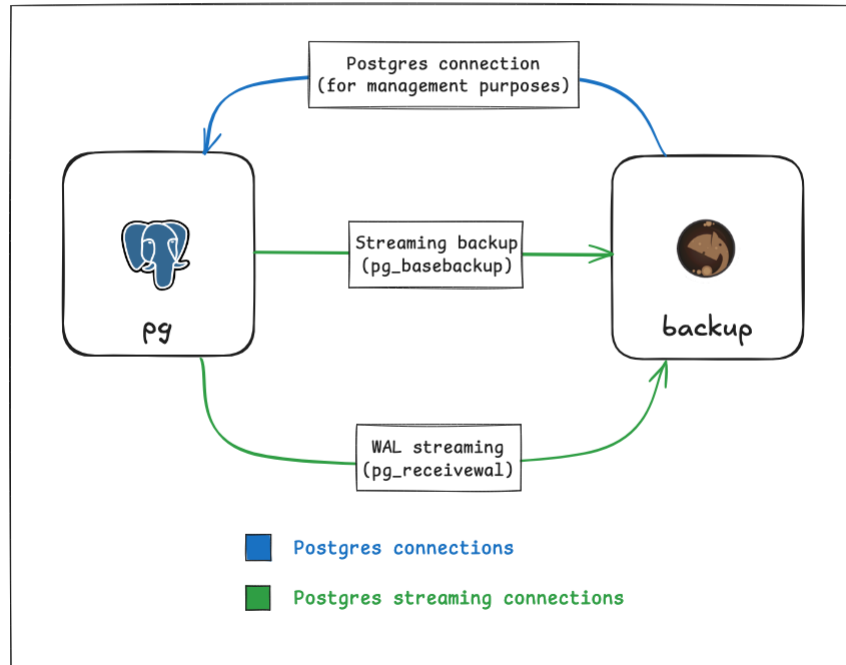 Postgres connection
(for management purposes)
Streaming backup
(pg_basebackup)
pg
backup
WAL streaming
(pg_receivewal)
Postgres connections
Postgres streaming connections